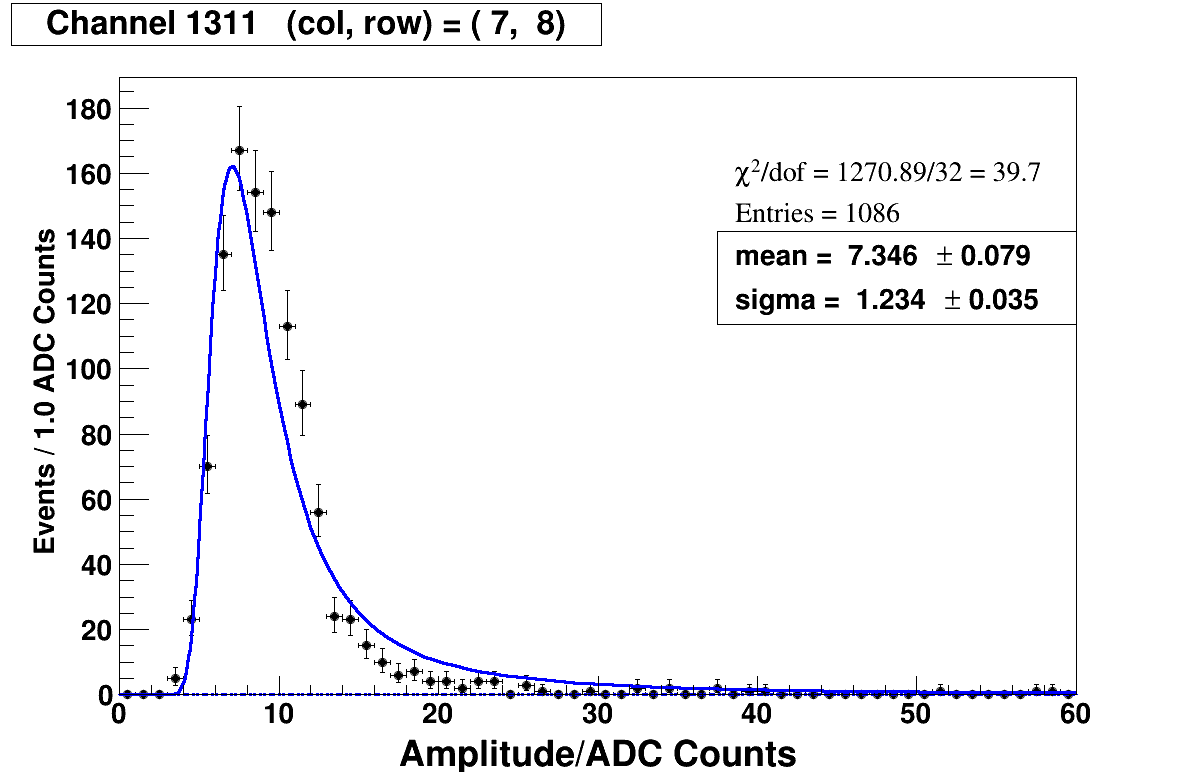 Channel 1311 (col, row) = ( 7, 8)
χ²/dof = 1270.89/32 = 39.7
Entries = 1086
mean = 7.346 ± 0.079
sigma = 1.234 ± 0.035
Events / 1.0 ADC Counts
180
160
140
120
100
80
60
40
20
0
0 10 20 30 40 50 60
Amplitude/ADC Counts